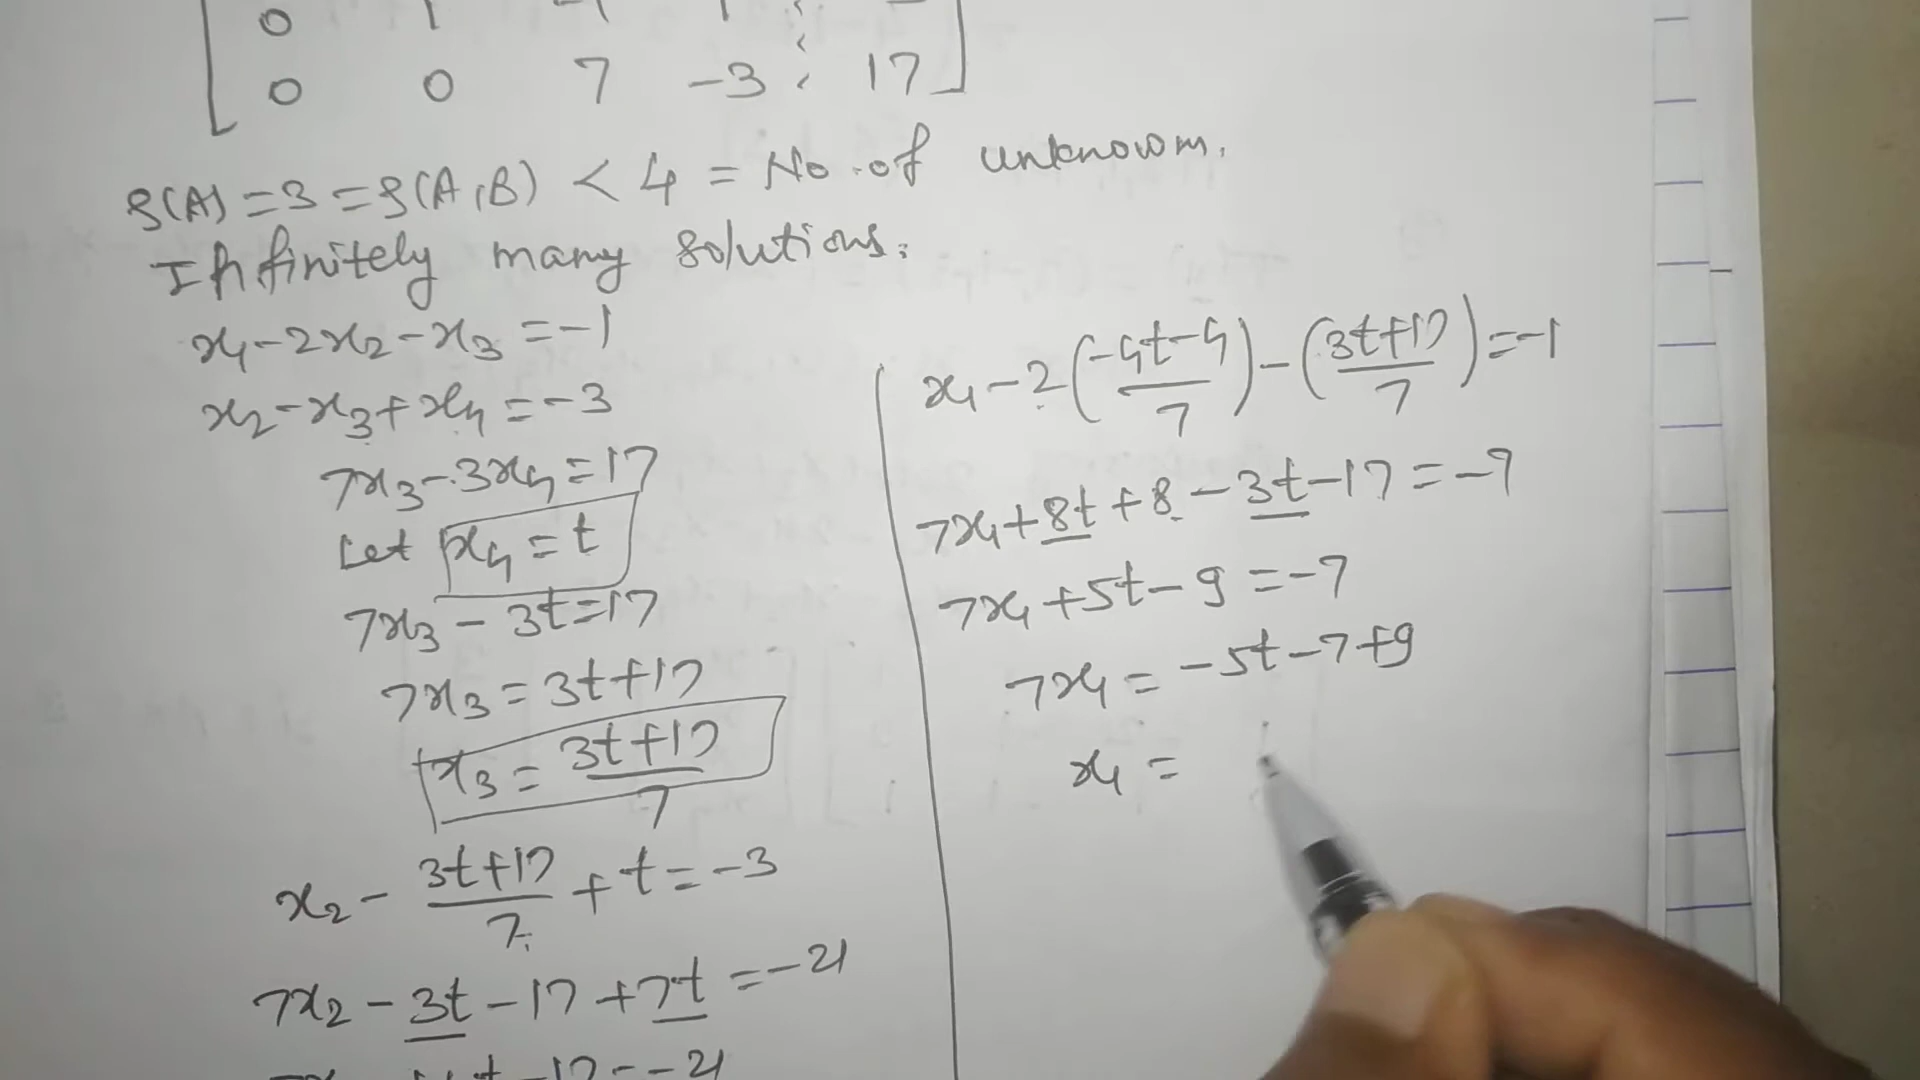 0 1 -1 1 :
0 0 7 -3 : 17
ρ(A) = 3 = ρ(A,B) < 4 = No. of unknown.
Infinitely many solutions.
x₁ - 2x₂ - x₃ = -1
x₂ - x₃ + x₄ = -3
7x₃ - 3x₄ = 17
Let x₄ = t
7x₃ - 3t = 17
7x₃ = 3t+17
x₃ = (3t+17)/7
x₂ - (3t+17)/7 + t = -3
7x₂ - 3t - 17 + 7t = -21
t - 17 = -21
x₁ - 2((-4t-4)/7) - ((3t+17)/7) = -1
7x₁ + 8t + 8 - 3t - 17 = -7
7x₁ + 5t - 9 = -7
7x₁ = -5t - 7 + 9
x₁ =